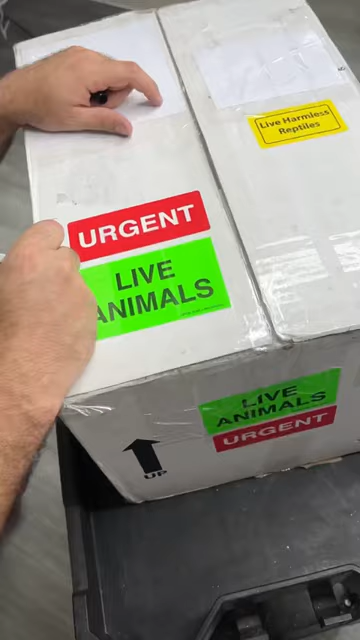 Live Harmless
Reptiles
URGENT
LIVE
ANIMALS
LIVE
ANIMALS
URGENT
UP